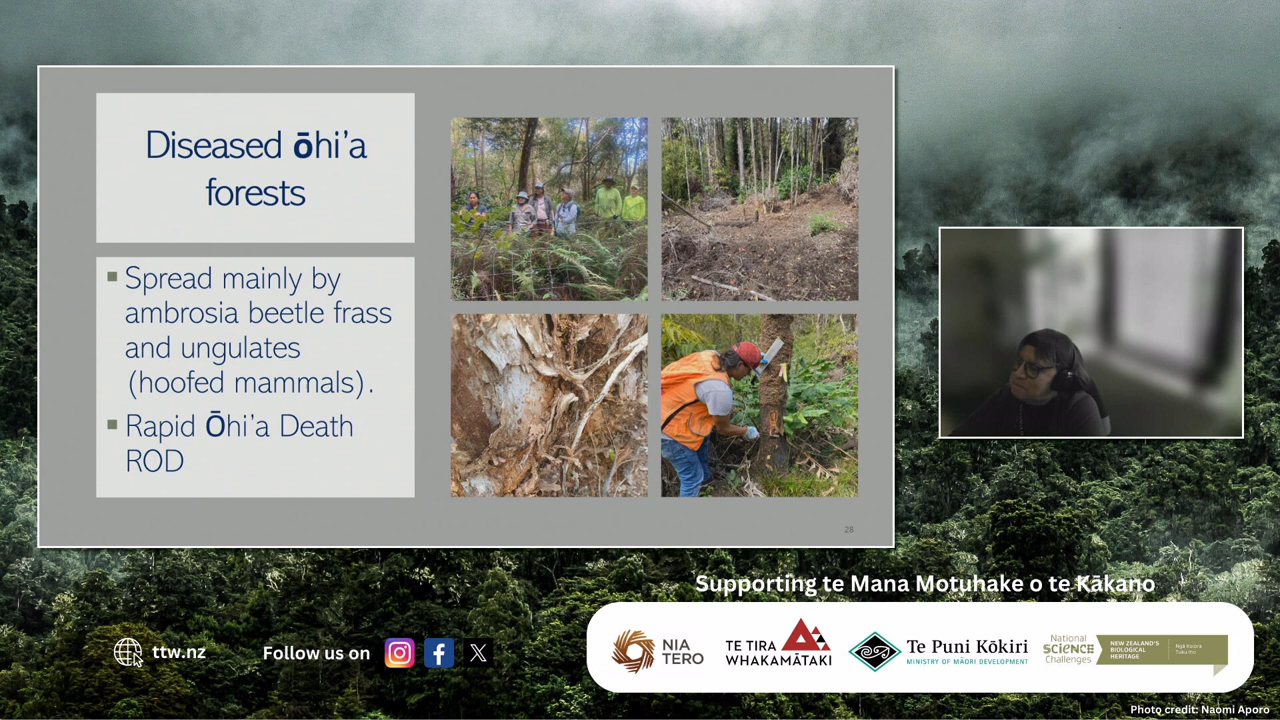 Diseased ōhi’a
forests
Spread mainly by
ambrosia beetle frass
and ungulates
(hoofed mammals).
Rapid Ōhi’a Death
ROD
28
Supporting te Mana Motuhake o te Kākano
ttw.nz
Follow us on
NIA
TERO
TE TIRA
WHAKAMĀTAKI
Te Puni Kōkiri
MINISTRY OF MĀORI DEVELOPMENT
National
SCIENCE
Challenges
NEW ZEALAND'S
BIOLOGICAL
HERITAGE
Ngā Koiora
Tuku Iho
Photo credit: Naomi Aporo